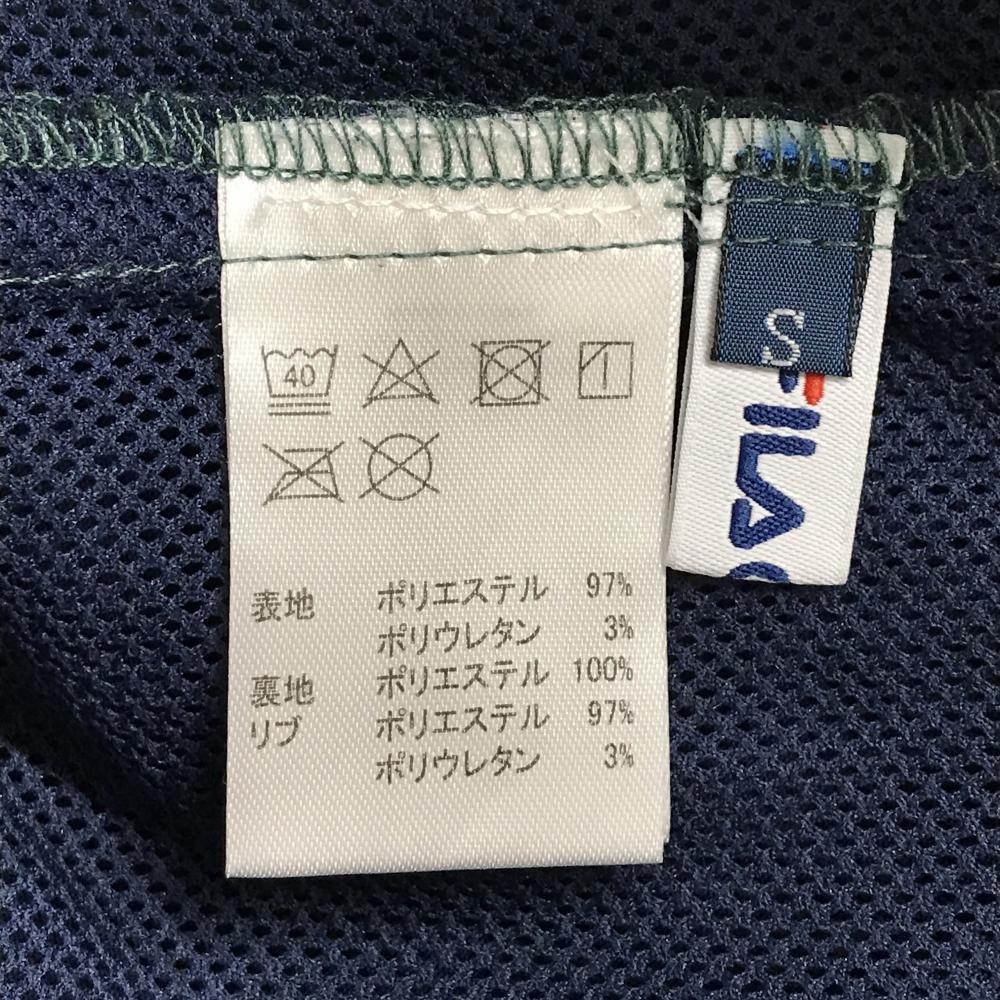 40
表地 ポリエステル 97%
ポリウレタン 3%
裏地 ポリエステル 100%
リブ ポリエステル 97%
ポリウレタン 3%
S
FILA